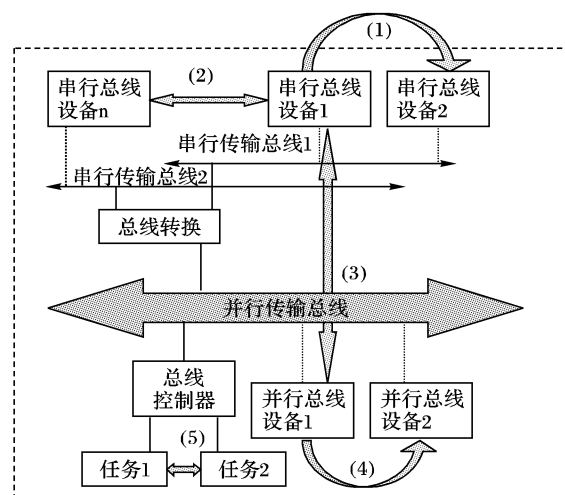 (1)
串行总线
设备n
(2)
串行总线
设备1
串行总线
设备2
串行传输总线1
串行传输总线2
总线转换
(3)
并行传输总线
总线
控制器
并行总线
设备1
并行总线
设备2
(5)
任务1
任务2
(4)